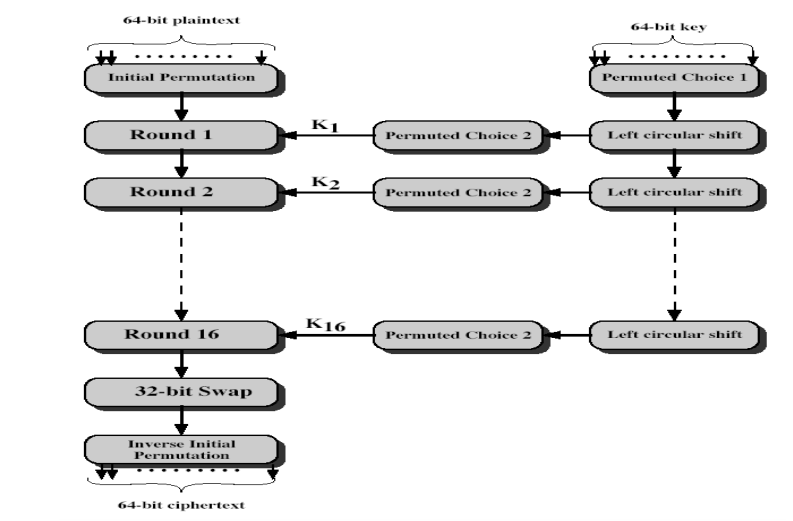 64-bit plaintext
64-bit key
Initial Permutation
Permuted Choice 1
Round 1
K1
Permuted Choice 2
Left circular shift
Round 2
K2
Permuted Choice 2
Left circular shift
Round 16
K16
Permuted Choice 2
Left circular shift
32-bit Swap
Inverse Initial
Permutation
64-bit ciphertext